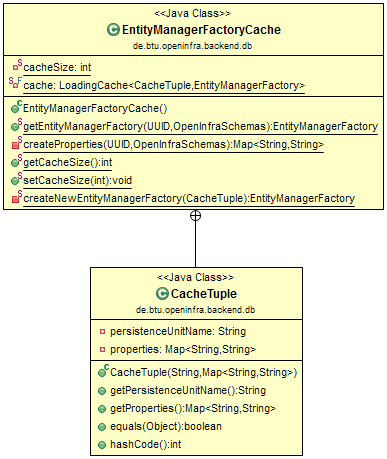 <<Java Class>>
EntityManagerFactoryCache
de.btu.openinfra.backend.db
cacheSize: int
cache: LoadingCache<CacheTuple,EntityManagerFactory>
EntityManagerFactoryCache()
getEntityManagerFactory(UUID,OpenInfraSchemas):EntityManagerFactory
createProperties(UUID,OpenInfraSchemas):Map<String,String>
getCacheSize():int
setCacheSize(int):void
createNewEntityManagerFactory(CacheTuple):EntityManagerFactory
<<Java Class>>
CacheTuple
de.btu.openinfra.backend.db
persistenceUnitName: String
properties: Map<String,String>
CacheTuple(String,Map<String,String>)
getPersistenceUnitName():String
getProperties():Map<String,String>
equals(Object):boolean
hashCode():int